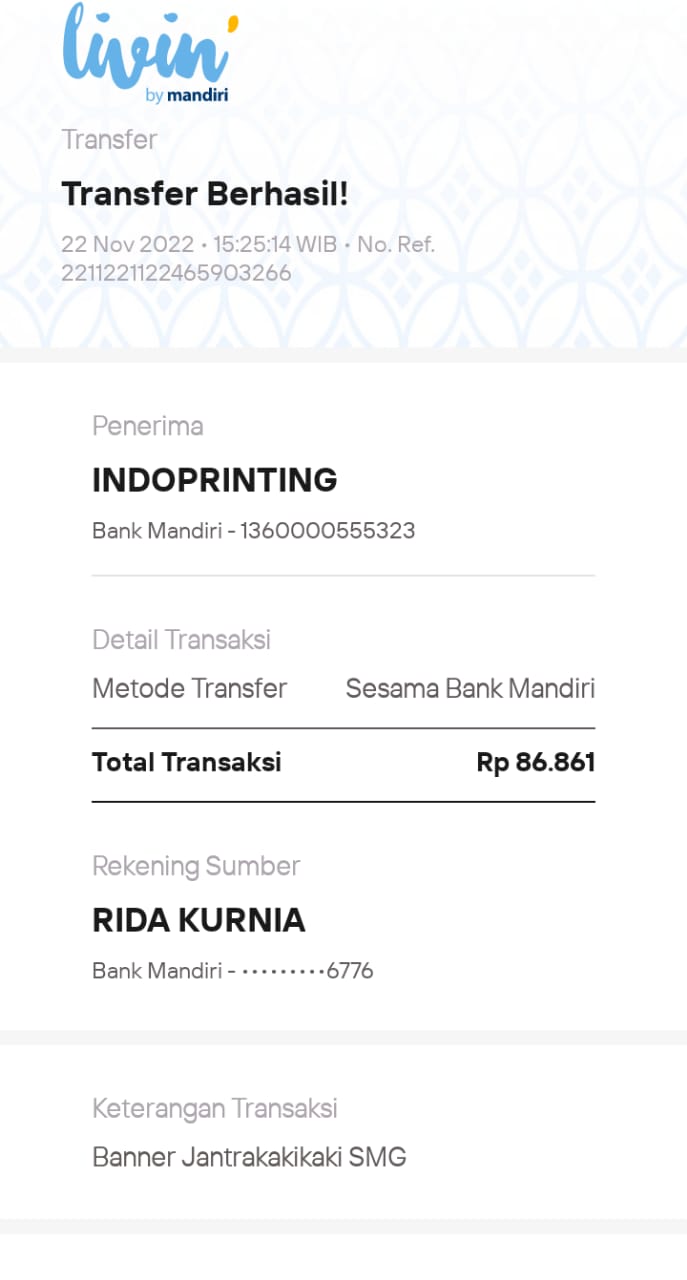 livin'
by mandiri
Transfer
Transfer Berhasil!
22 Nov 2022 • 15:25:14 WIB • No. Ref.
2211221122465903266
Penerima
INDOPRINTING
Bank Mandiri - 1360000555323
Detail Transaksi
Metode Transfer Sesama Bank Mandiri
Total Transaksi Rp 86.861
Rekening Sumber
RIDA KURNIA
Bank Mandiri - •••••••••6776
Keterangan Transaksi
Banner Jantrakakikaki SMG